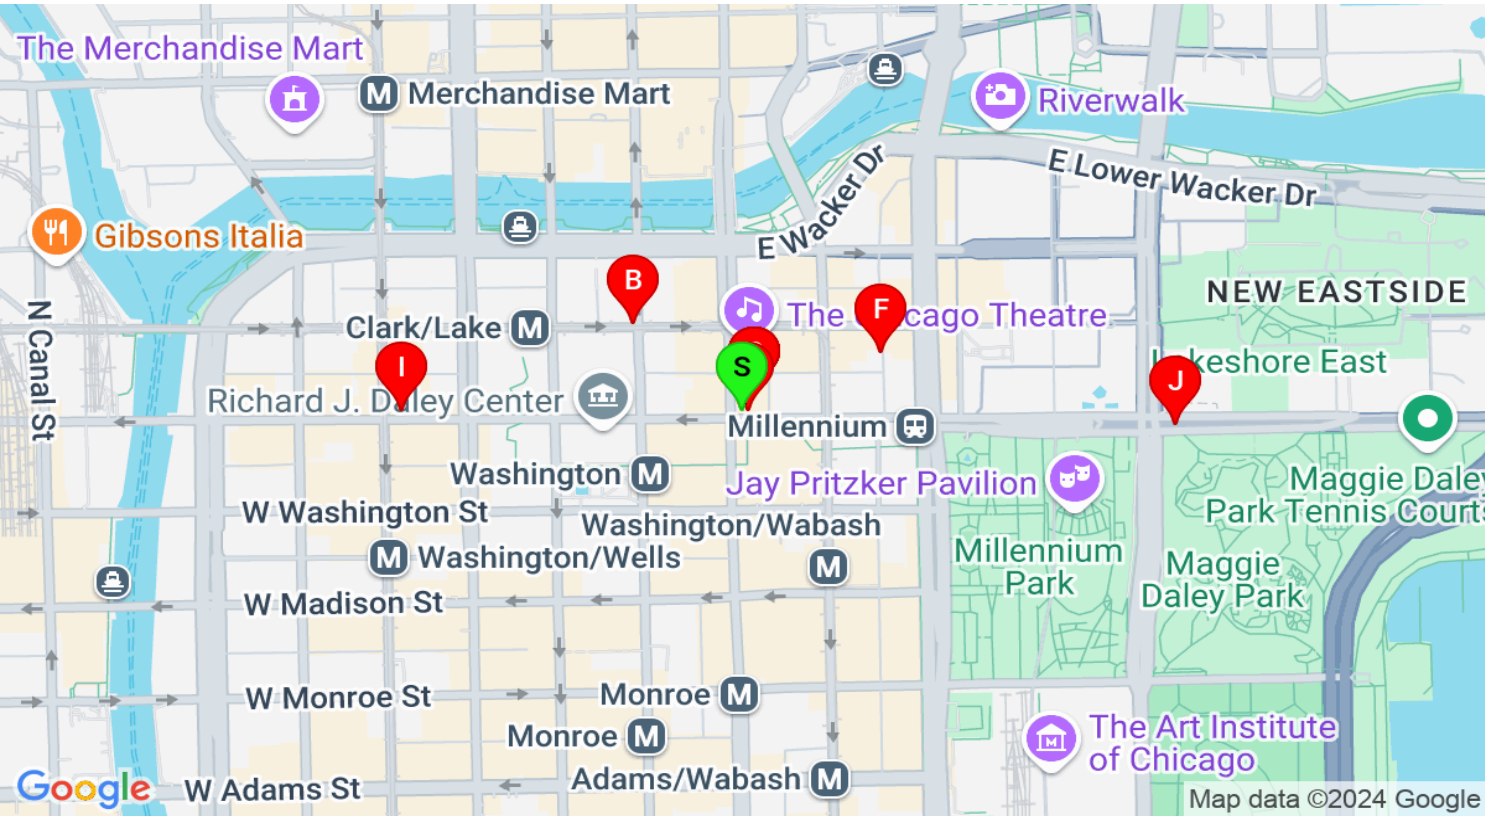 The Merchandise Mart
M Merchandise Mart
Riverwalk
E Lower Wacker Dr
E Wacker Dr
Gibsons Italia
N Canal St
B
NEW EASTSIDE
Clark/Lake M
The
F
cago Theatre
I
S
keshore East
J
Richard J. Daley Center
Millennium
Washington M
Jay Pritzker Pavilion
Maggie Daley
Park Tennis Courts
W Washington St
Washington/Wabash
M
M Washington/Wells
Millennium
Park
Maggie
Daley Park
W Madison St
W Monroe St
Monroe M
Monroe M
The Art Institute
of Chicago
Adams/Wabash M
W Adams St
Google
Map data ©2024 Google